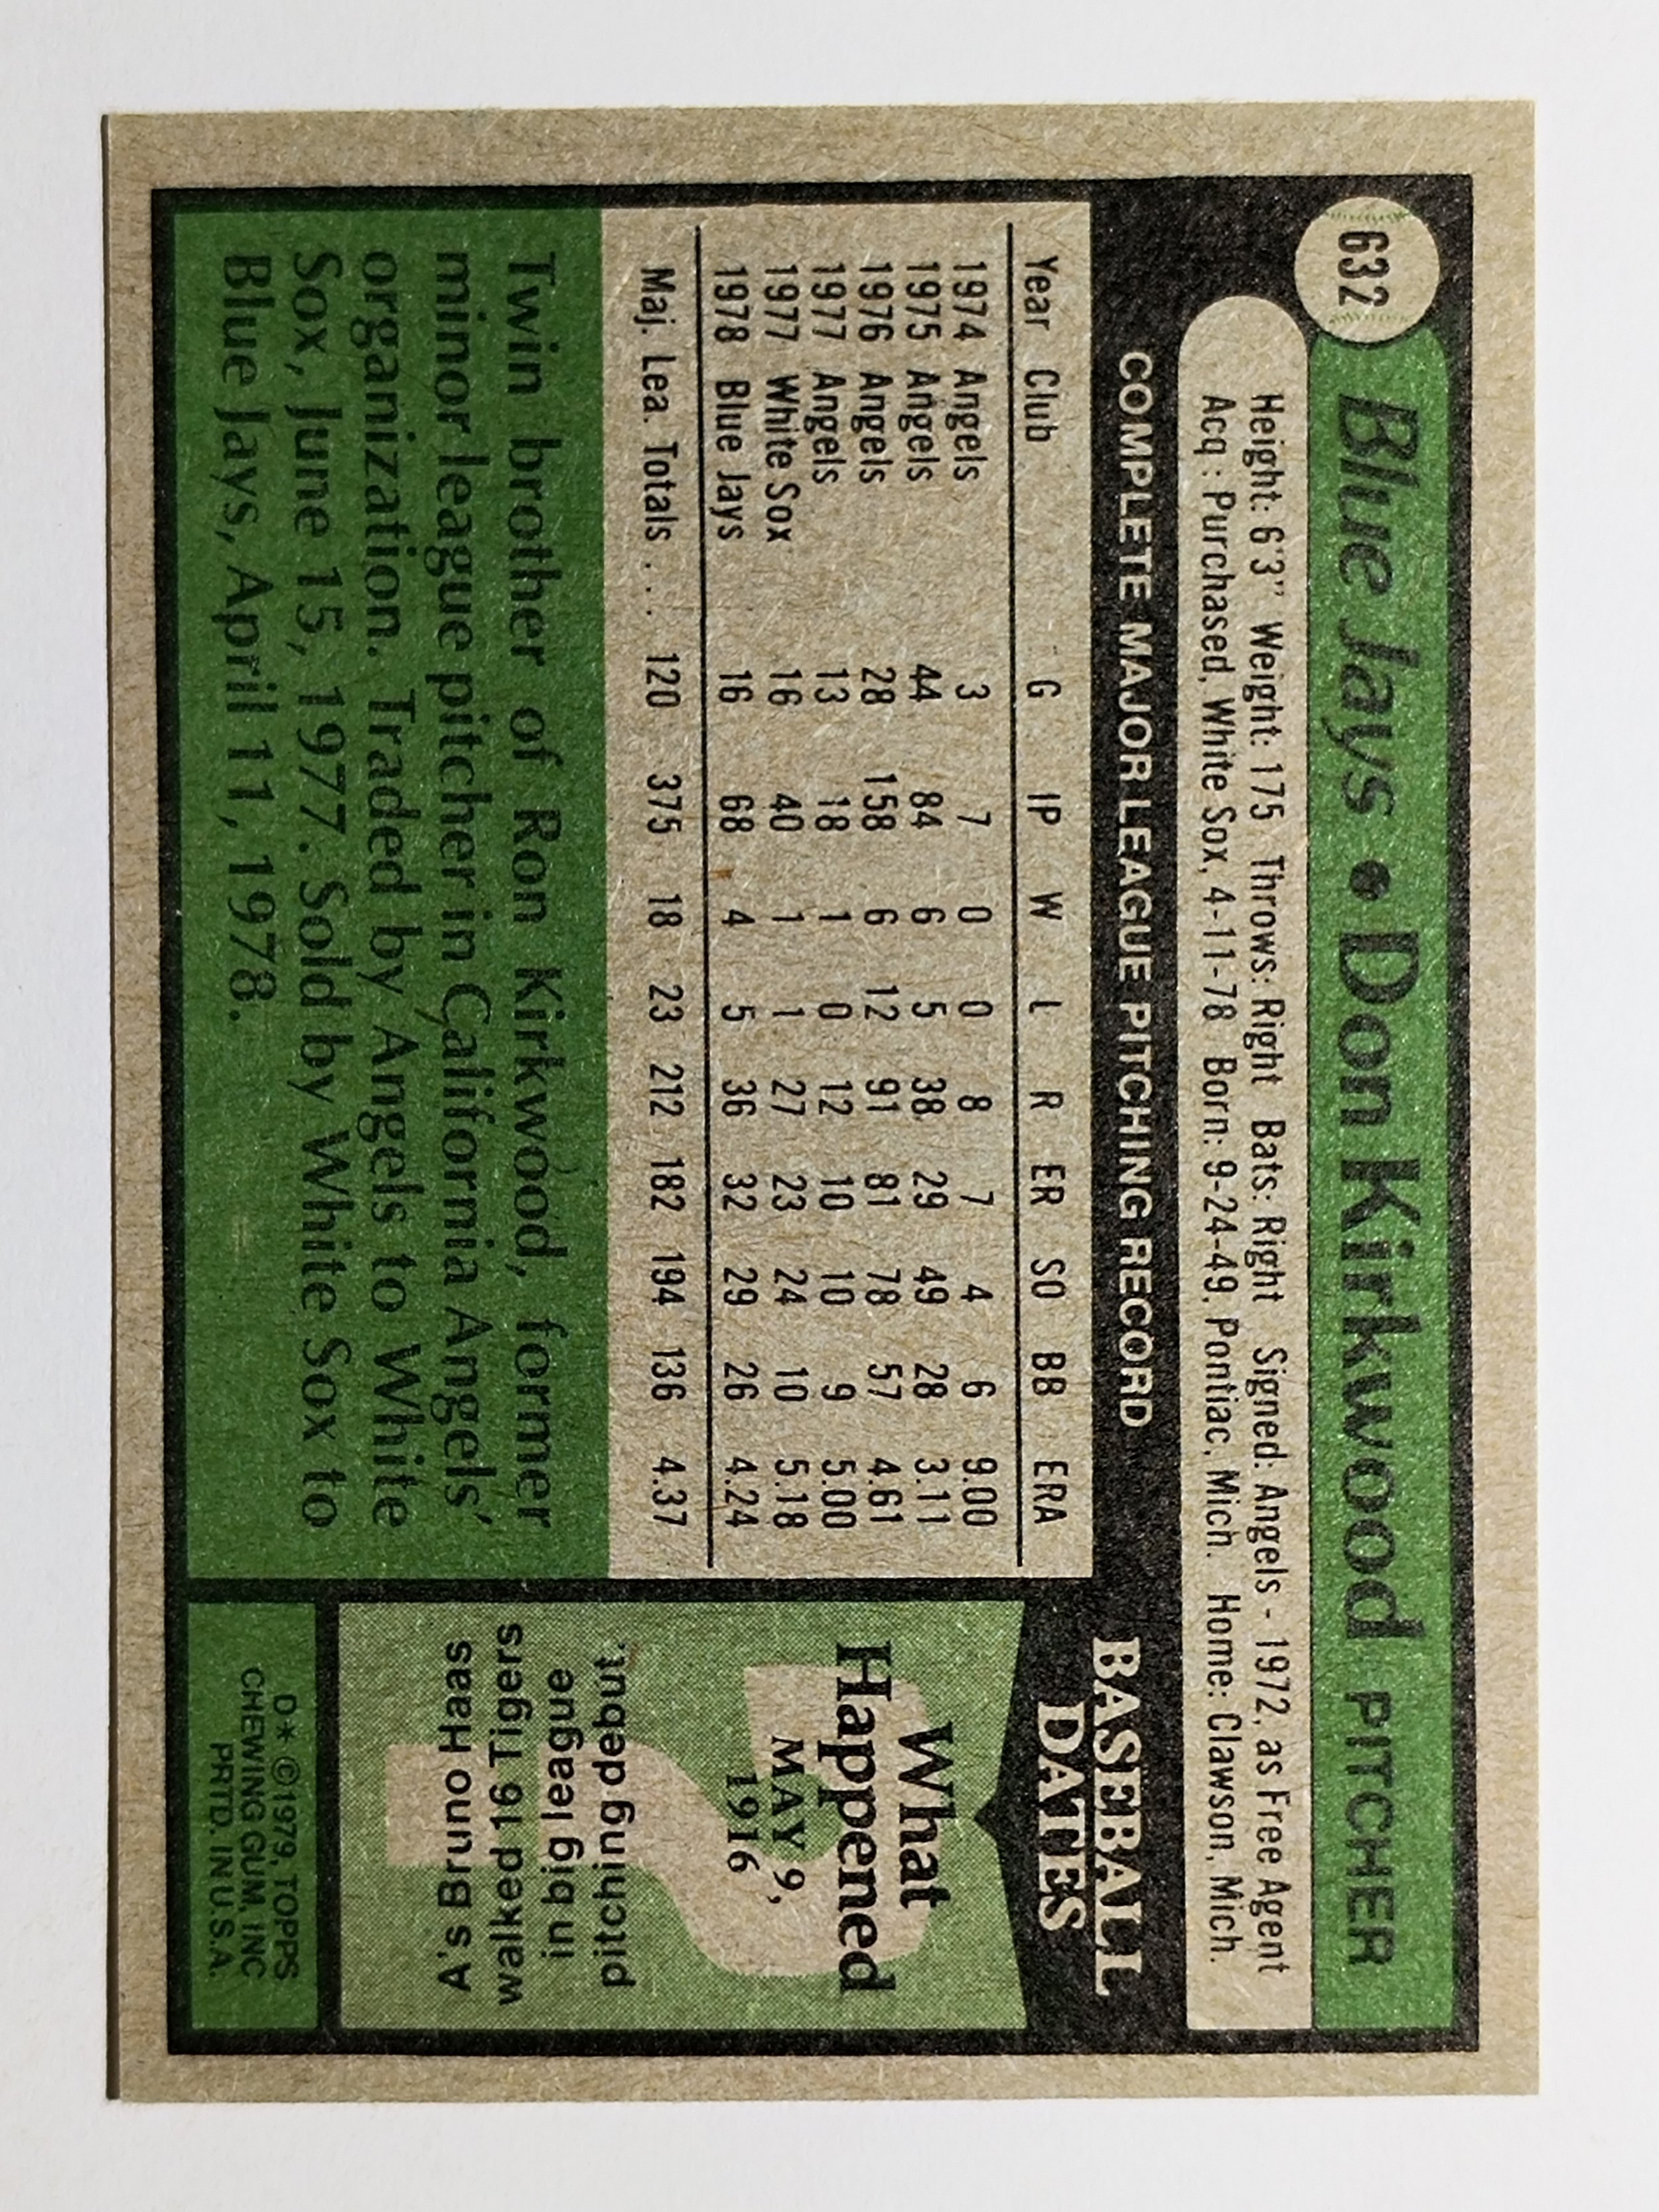 632
Blue Jays • Don Kirkwood PITCHER
Height: 6'3" Weight: 175 Throws: Right Bats: Right Signed: Angels - 1972, as Free Agent
Acq: Purchased, White Sox, 4-11-78 Born: 9-24-49, Pontiac, Mich. Home: Clawson, Mich.
COMPLETE MAJOR LEAGUE PITCHING RECORD
Year Club G IP W L R ER SO BB ERA
1974 Angels 3 7 0 0 8 7 4 6 9.00
1975 Angels 44 84 6 5 38 29 49 28 3.11
1976 Angels 28 158 6 12 91 81 78 57 4.61
1977 Angels 13 18 1 0 12 10 10 9 5.00
1977 White Sox 16 40 1 1 27 23 24 10 5.18
1978 Blue Jays 16 68 4 5 36 32 29 26 4.24
Maj. Lea. Totals . . . 120 375 18 23 212 182 194 136 4.37
Twin brother of Ron Kirkwood, former
minor league pitcher in California Angels'
organization. Traded by Angels to White
Sox, June 15, 1977. Sold by White Sox to
Blue Jays, April 11, 1978.
BASEBALL
DATES
What
Happened
MAY 9,
1916
A's Bruno Haas
walked 16 Tigers
in big league
pitching debut.
D* ©1979, TOPPS
CHEWING GUM, INC
PRTD. IN U.S.A.